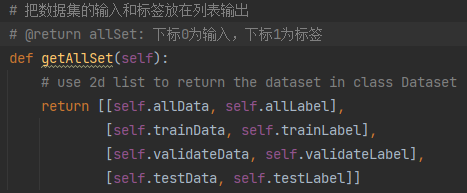 # 把数据集的输入和标签放在列表输出
# @return allSet: 下标0为输入，下标1为标签
def getAllSet(self):
    # use 2d list to return the dataset in class Dataset
    return [[self.allData, self.allLabel],
            [self.trainData, self.trainLabel],
            [self.validateData, self.validateLabel],
            [self.testData, self.testLabel]]